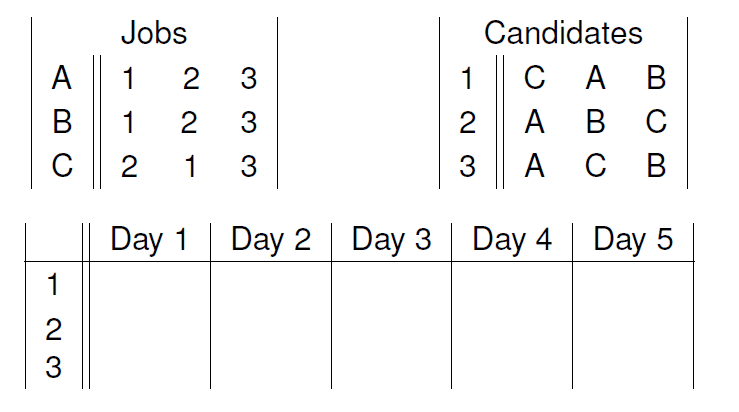 Jobs
A 1 2 3
B 1 2 3
C 2 1 3
Candidates
1 C A B
2 A B C
3 A C B
Day 1 Day 2 Day 3 Day 4 Day 5
1
2
3